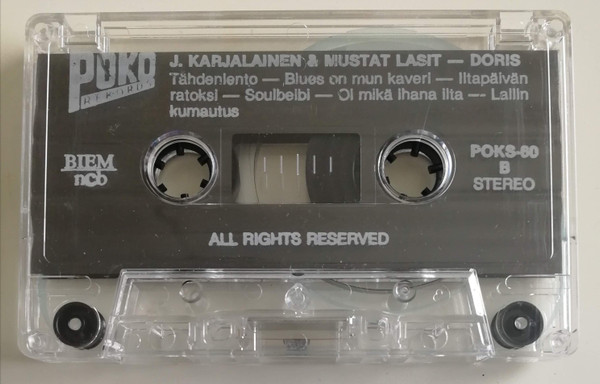 POKO
RECORDS
J. KARJALAINEN & MUSTAT LASIT — DORIS
Tähdenlento — Blues on mun kaveri — Iltapäivän
ratoksi — Soulbeibi — Oi mikä ihana ilta — Lallin
kumautus
BIEM
ncb
POKS-60
B
STEREO
ALL RIGHTS RESERVED